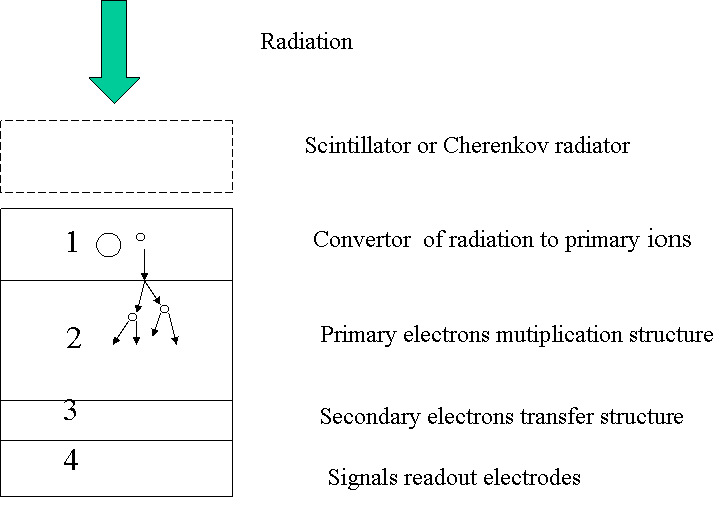 Radiation
Scintillator or Cherenkov radiator
1 Convertor of radiation to primary ions
2 Primary electrons mutiplication structure
3 Secondary electrons transfer structure
4 Signals readout electrodes